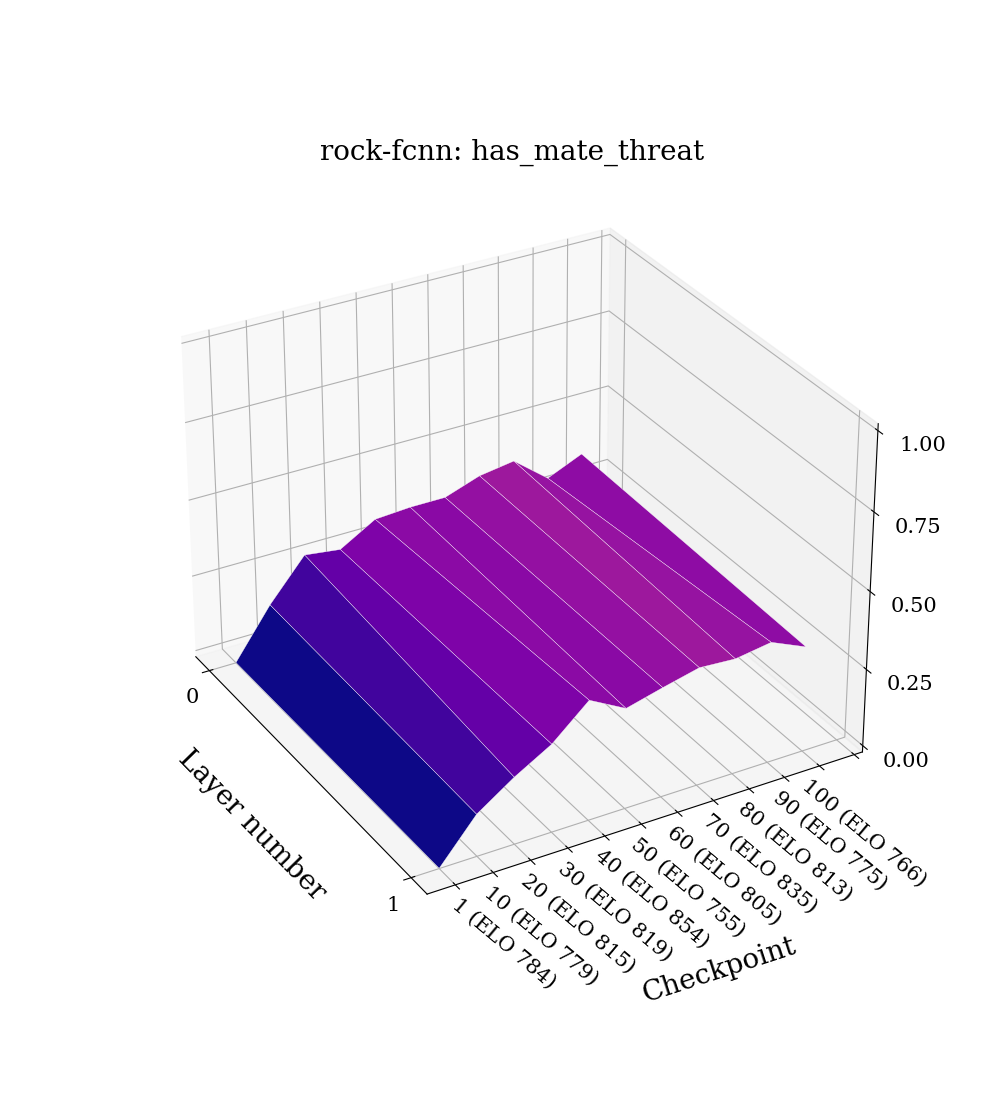 rock-fcnn: has_mate_threat
1.00
0.75
0.50
0.25
0.00
0
1
Layer number
1 (ELO 784)
10 (ELO 779)
20 (ELO 815)
30 (ELO 819)
40 (ELO 854)
50 (ELO 755)
60 (ELO 805)
70 (ELO 835)
80 (ELO 813)
90 (ELO 775)
100 (ELO 766)
Checkpoint